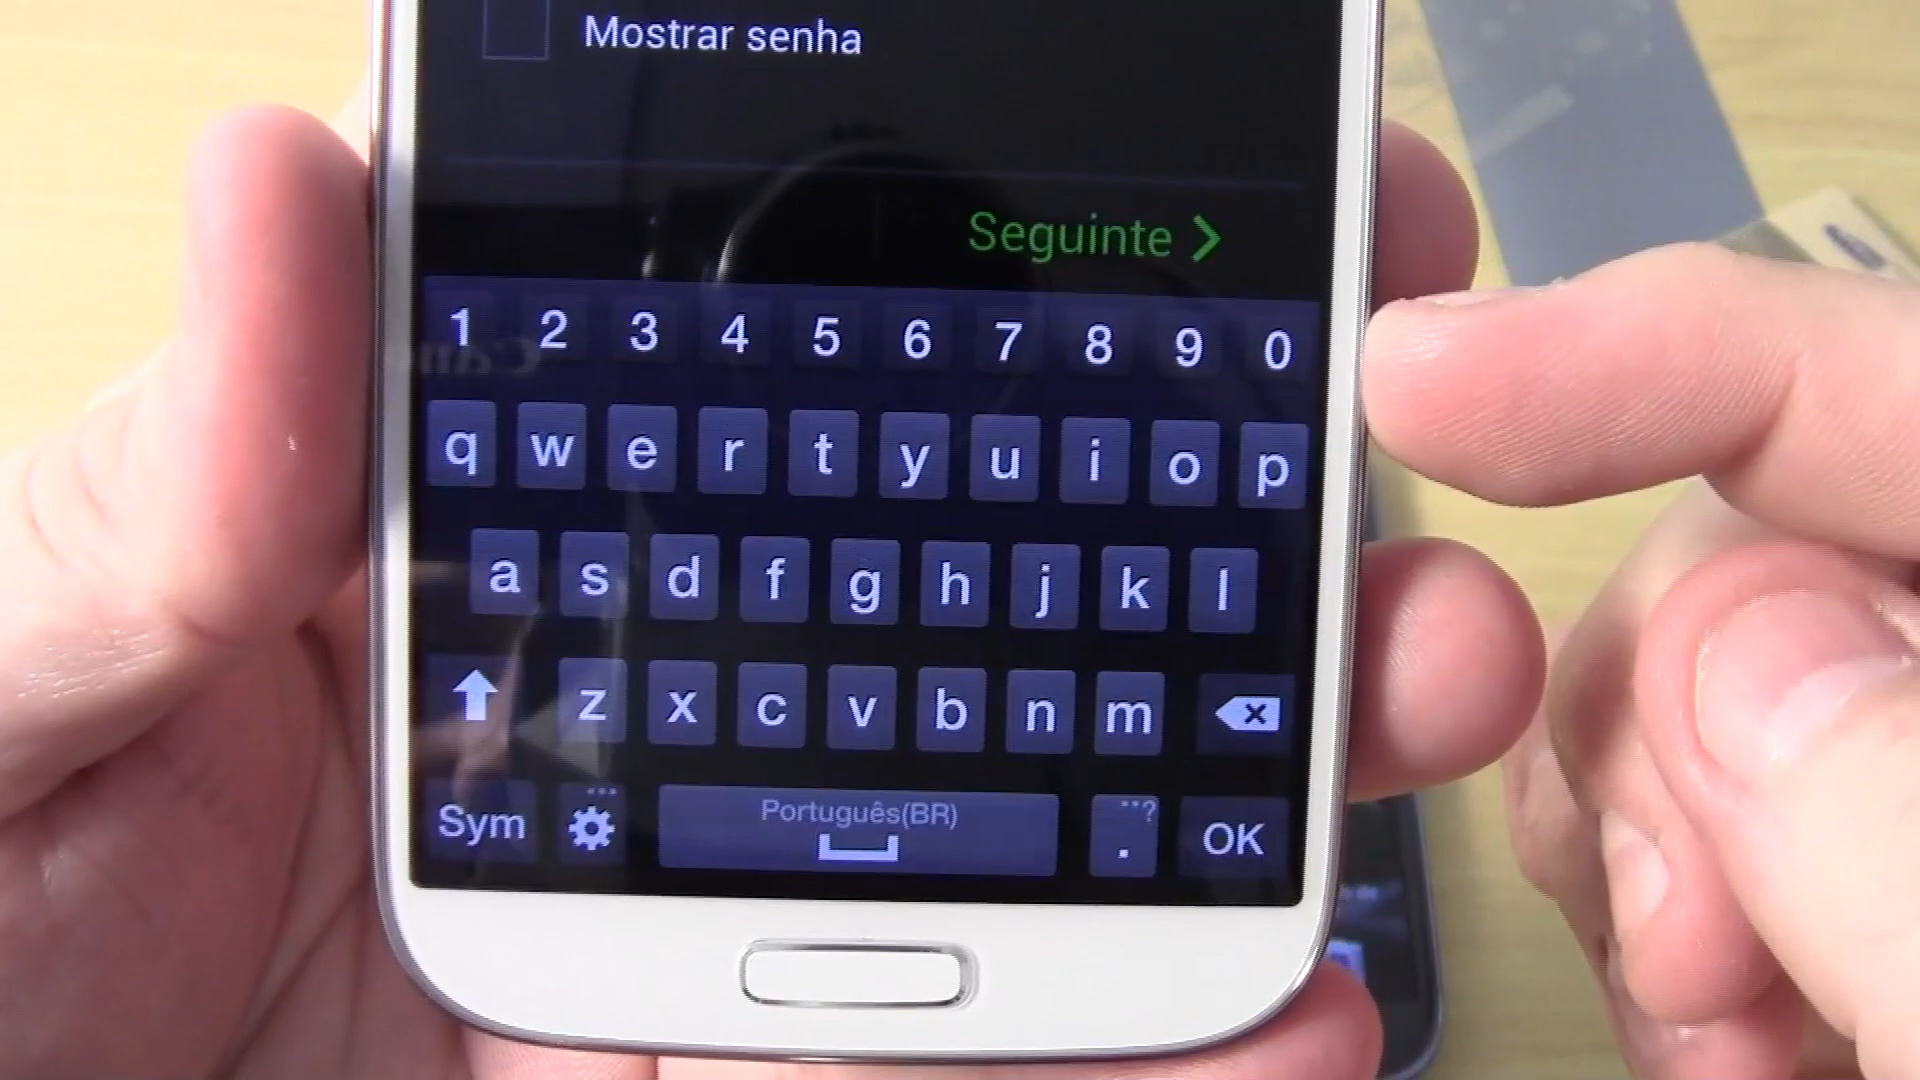 Mostrar senha
Seguinte
1 2 3 4 5 6 7 8 9 0
q w e r t y u i o p
a s d f g h j k l
z x c v b n m
Sym Português(BR) . ? OK